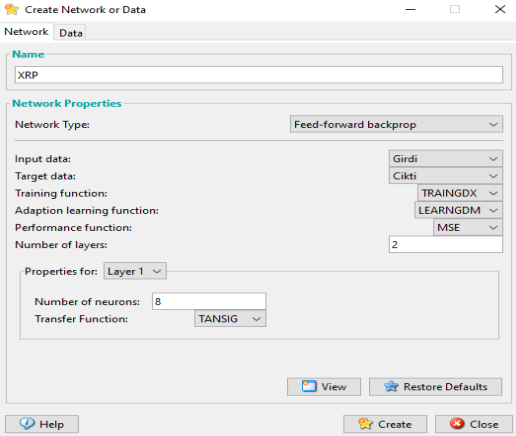 Create Network or Data
Network Data
Name
XRP
Network Properties
Network Type: Feed-forward backprop
Input data: Girdi
Target data: Cikti
Training function: TRAINGDX
Adaption learning function: LEARNGDM
Performance function: MSE
Number of layers: 2
Properties for: Layer 1
Number of neurons: 8
Transfer Function: TANSIG
View Restore Defaults
Help Create Close